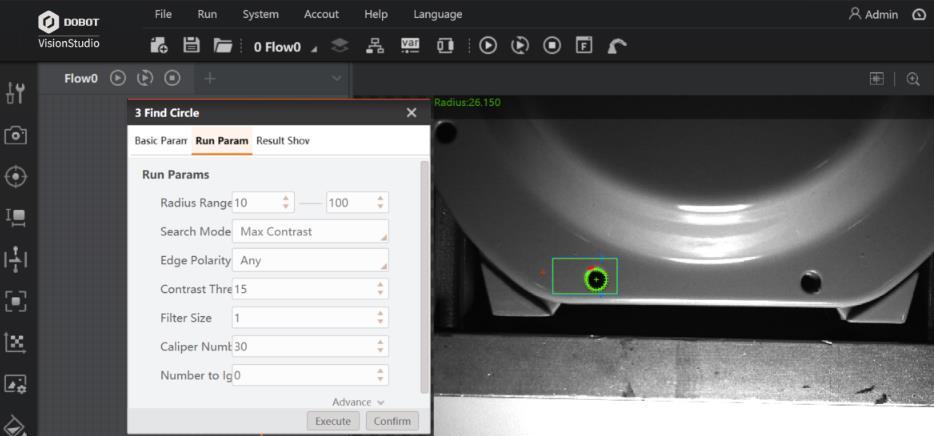 DOBOT
VisionStudio
File Run System Accout Help Language
Admin
0 Flow0
var
F
Flow0
3 Find Circle
Basic Param Run Param Result Shov
Run Params
Radius Range 10 100
Search Mode Max Contrast
Edge Polarity Any
Contrast Thre 15
Filter Size 1
Caliper Numb 30
Number to Ig 0
Advance
Execute Confirm
Radius:26.150